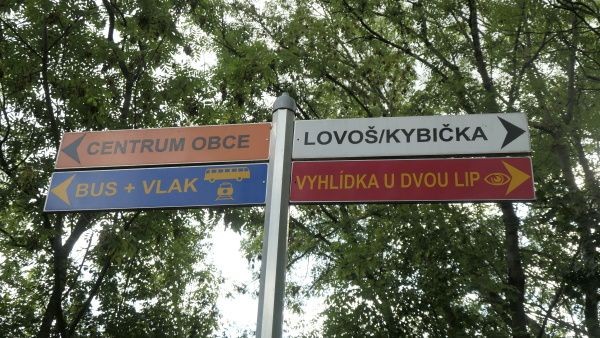 CENTRUM OBCE
BUS + VLAK
LOVOŠ/KYBIČKA
VYHLÍDKA U DVOU LIP